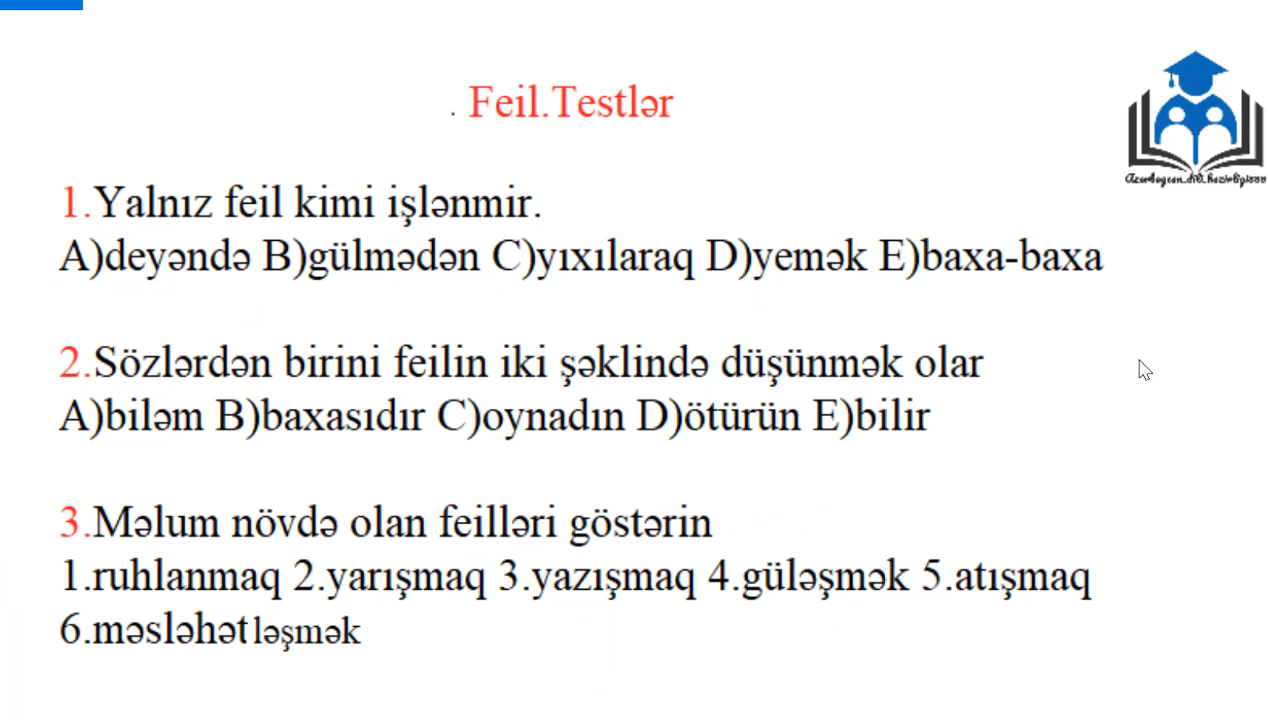 . Feil.Testlər
1.Yalnız feil kimi işlənmir.
A)deyəndə B)gülmədən C)yıxılaraq D)yemək E)baxa-baxa
2.Sözlərdən birini feilin iki şəklində düşünmək olar
A)biləm B)baxasıdır C)oynadın D)ötürün E)bilir
3.Məlum növdə olan feilləri göstərin
1.ruhlanmaq 2.yarışmaq 3.yazışmaq 4.güləşmək 5.atışmaq
6.məsləhətləşmək